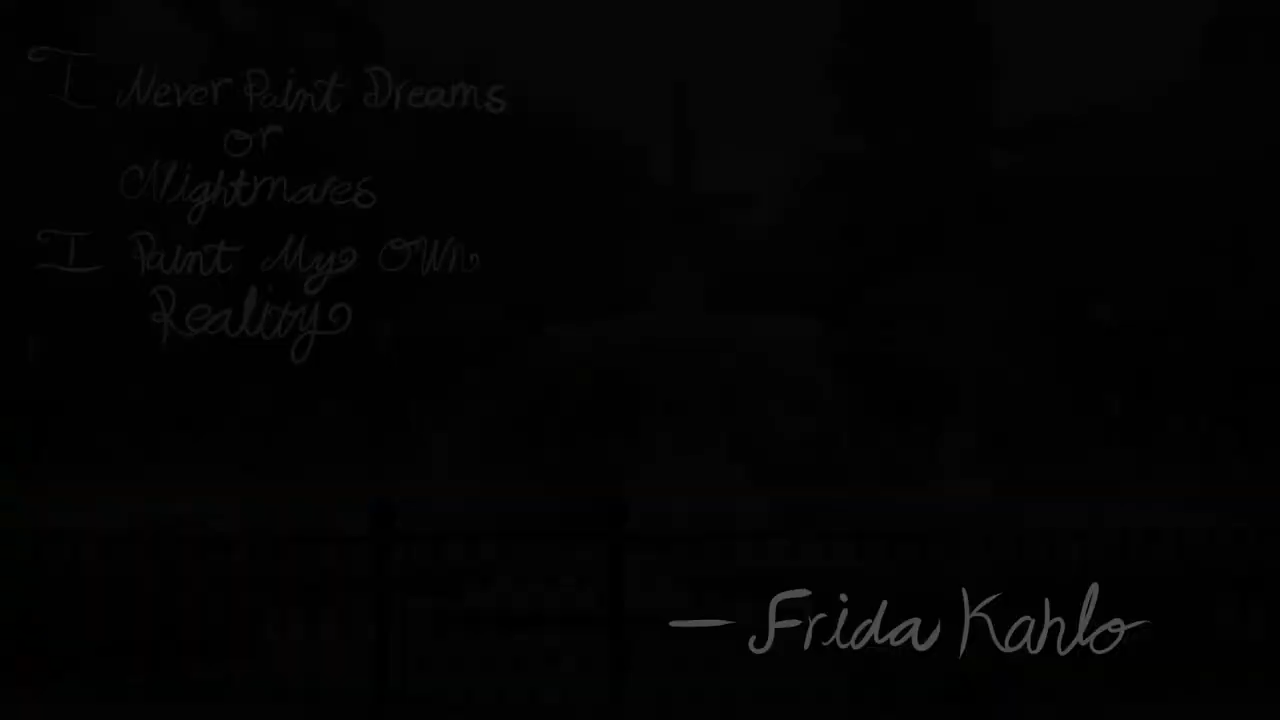 I Never Paint Dreams
or
Nightmares
I Paint My Own
Reality
— Frida Kahlo